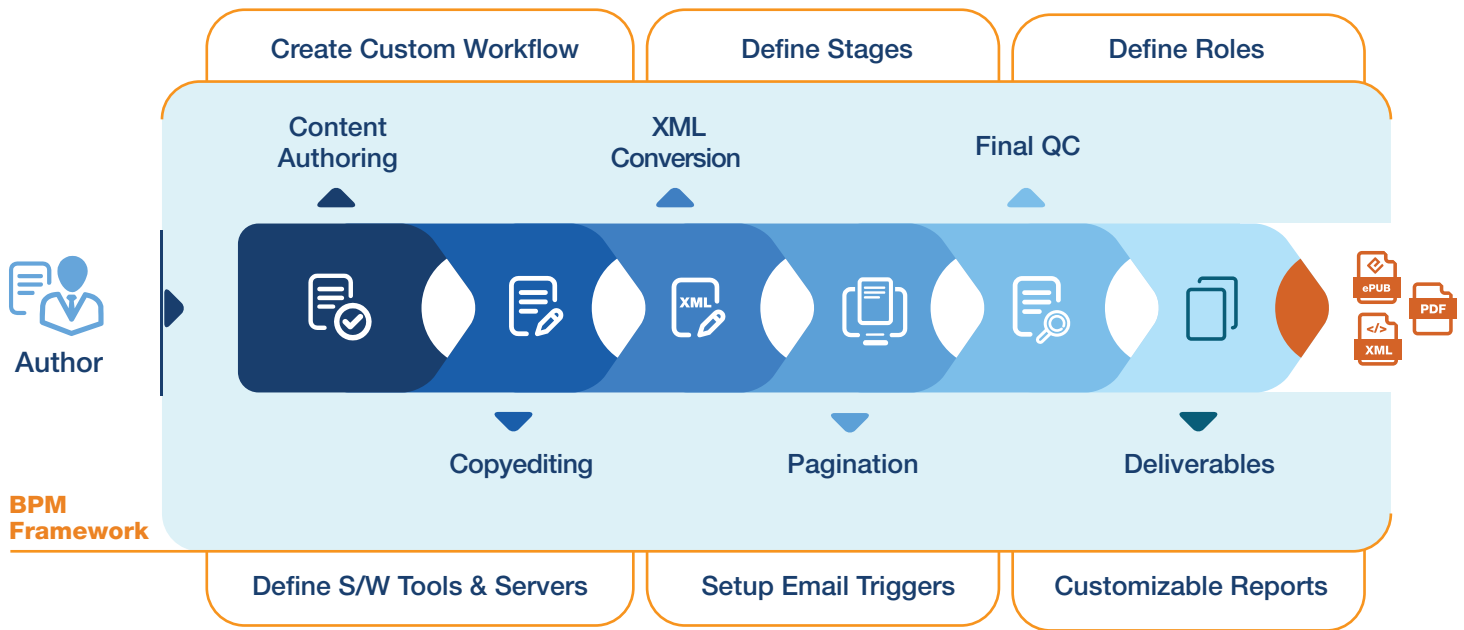 Create Custom Workflow
Define Stages
Define Roles
Content
Authoring
XML
Conversion
Final QC
XML
ePUB
PDF
</>
XML
Author
Copyediting
Pagination
Deliverables
BPM
Framework
Define S/W Tools & Servers
Setup Email Triggers
Customizable Reports